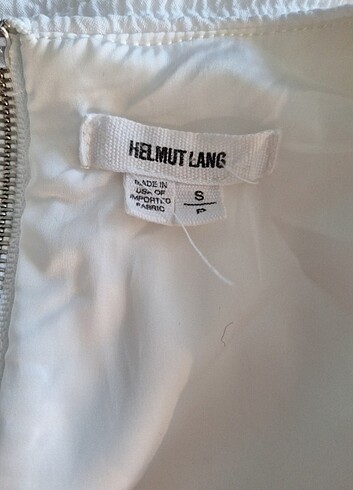 HELMUT LANG
MADE IN
USA OF
IMPORTED
FABRIC
S
P